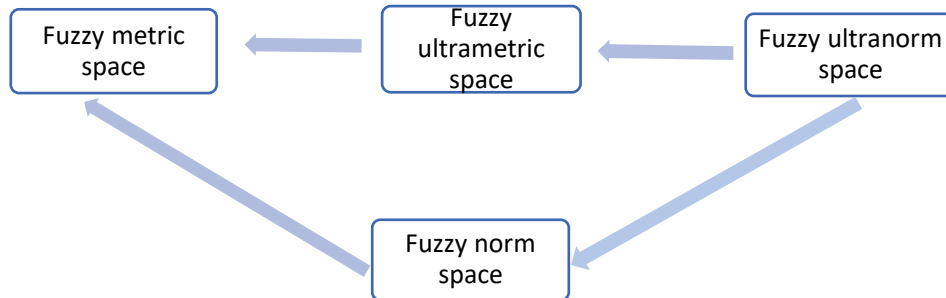 Fuzzy metric
space
Fuzzy
ultrametric
space
Fuzzy ultranorm
space
Fuzzy norm
space